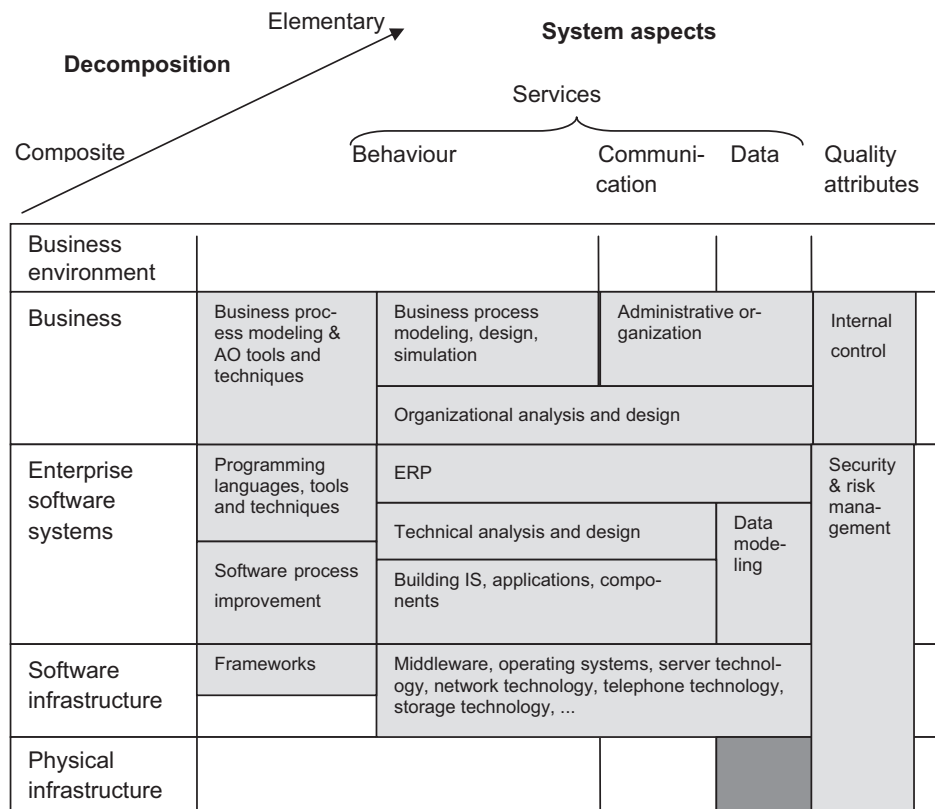 Elementary
System aspects
Decomposition
Services
Composite
Behaviour
Communi-
cation
Data
Quality
attributes
Business
environment
Business
Business proc-
ess modeling &
AO tools and
techniques
Business process
modeling, design,
simulation
Administrative or-
ganization
Internal
control
Organizational analysis and design
Enterprise
software
systems
Programming
languages, tools
and techniques
ERP
Security
& risk
mana-
gement
Technical analysis and design
Data
mode-
ling
Software process
improvement
Building IS, applications, compo-
nents
Software
infrastructure
Frameworks
Middleware, operating systems, server technol-
ogy, network technology, telephone technology,
storage technology, ...
Physical
infrastructure